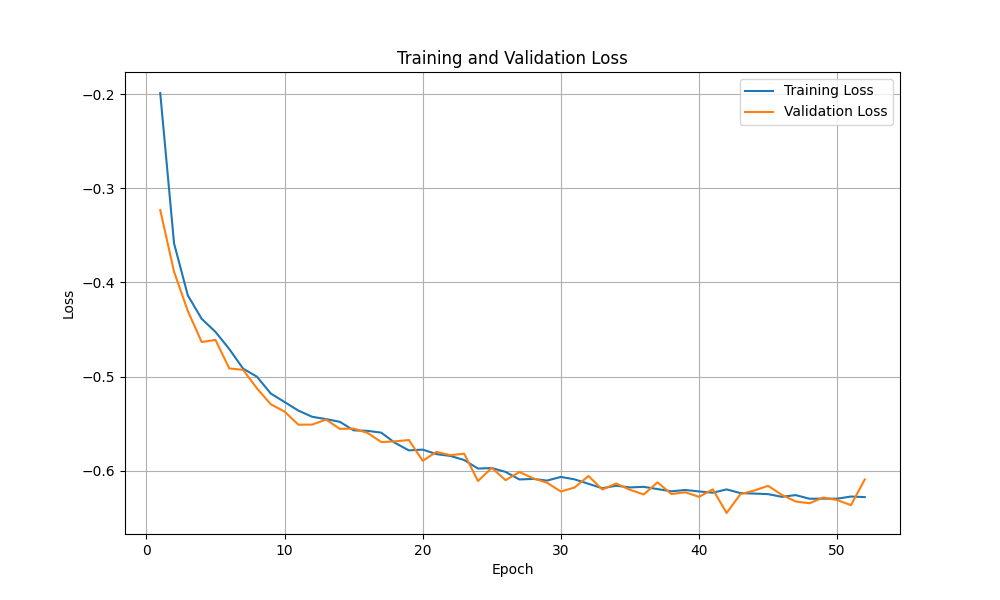 Training and Validation Loss
Training Loss
Validation Loss
−0.2
−0.3
−0.4
−0.5
−0.6
Loss
0
10
20
30
40
50
Epoch